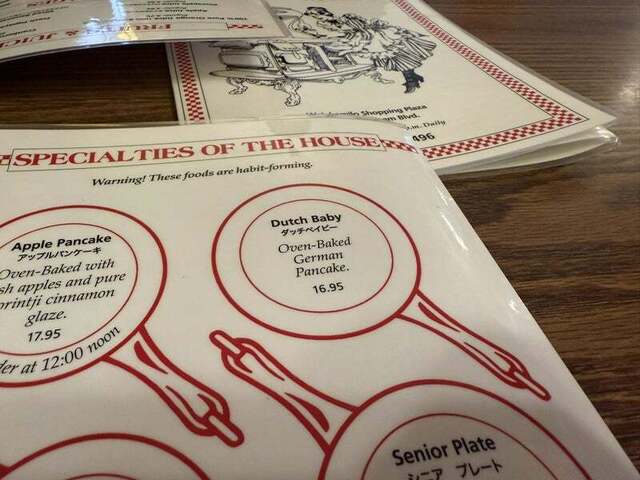 SPECIALTIES OF THE HOUSE
Warning! These foods are habit-forming.
Apple Pancake
アップルパンケーキ
Oven-Baked with
apples and pure
cinnamon
glaze.
17.95
at 12:00 noon
Dutch Baby
ダッチベイビー
Oven-Baked
German
Pancake.
16.95
Senior Plate
シニア プレート
Shopping Plaza
Blvd.
Daily
496